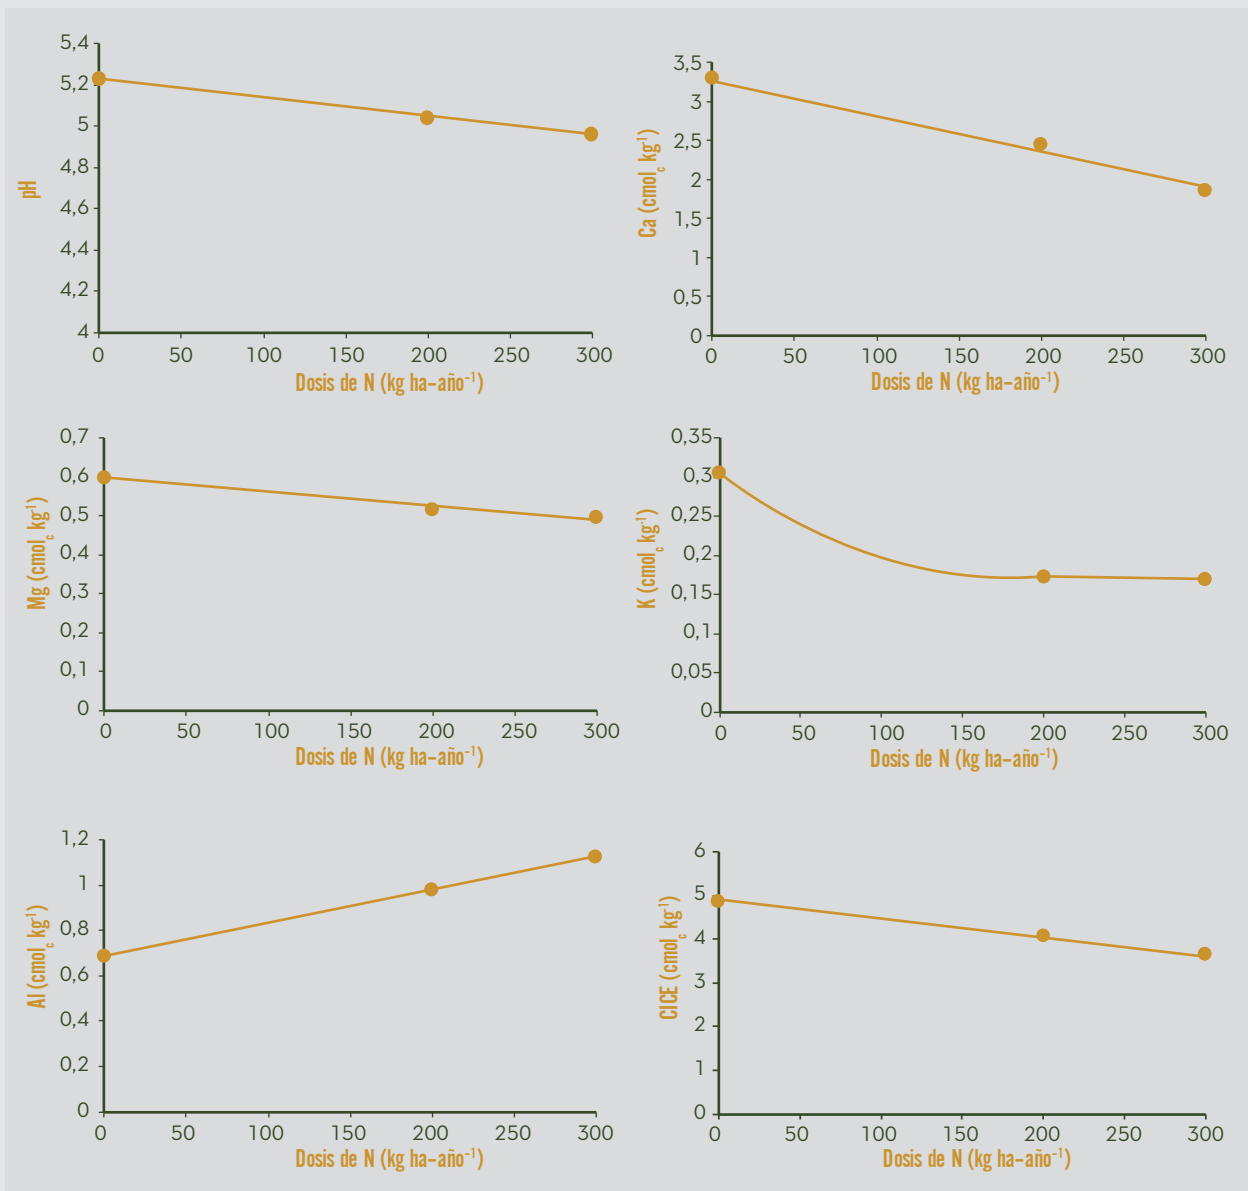 5,4
5,2
5
4,8
4,6
4,4
4,2
4
pH
0 50 100 150 200 250 300
Dosis de N (kg ha–año⁻¹)
3,5
3
2,5
2
1,5
1
0,5
0
Ca (cmolc kg-1)
0 50 100 150 200 250 300
Dosis de N (kg ha–año⁻¹)
0,7
0,6
0,5
0,4
0,3
0,2
0,1
0
Mg (cmolc kg-1)
0 50 100 150 200 250 300
Dosis de N (kg ha–año⁻¹)
0,35
0,3
0,25
0,2
0,15
0,1
0,05
0
K (cmolc kg-1)
0 50 100 150 200 250 300
Dosis de N (kg ha–año⁻¹)
1,2
1
0,8
0,6
0,4
0,2
0
Al (cmolc kg-1)
0 50 100 150 200 250 300
Dosis de N (kg ha–año⁻¹)
6
5
4
3
2
1
0
CICE (cmolc kg-1)
0 50 100 150 200 250 300
Dosis de N (kg ha–año⁻¹)